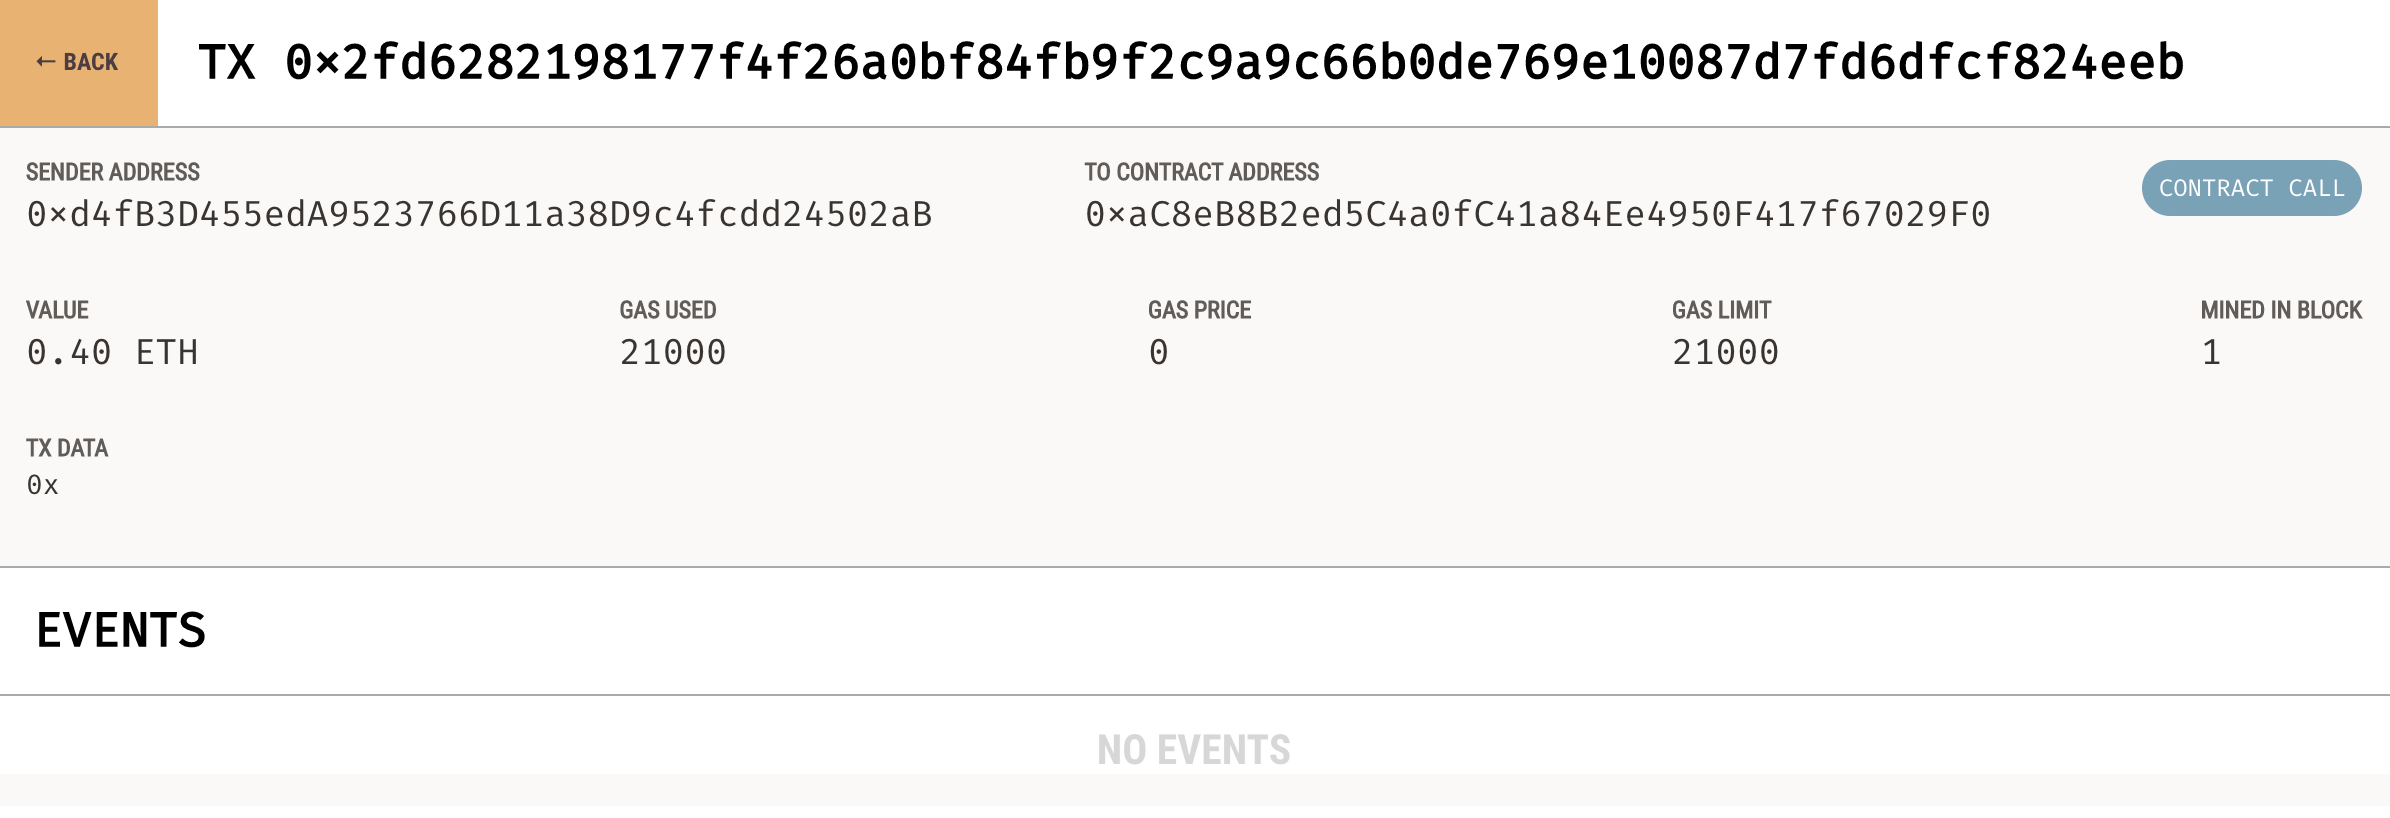 ← BACK
TX 0×2fd6282198177f4f26a0bf84fb9f2c9a9c66b0de769e10087d7fd6dfcf824eeb
SENDER ADDRESS
0×d4fB3D455edA9523766D11a38D9c4fcdd24502aB
TO CONTRACT ADDRESS
0×aC8eB8B2ed5C4a0fC41a84Ee4950F417f67029F0
CONTRACT CALL
VALUE
0.40 ETH
GAS USED
21000
GAS PRICE
0
GAS LIMIT
21000
MINED IN BLOCK
1
TX DATA
0x
EVENTS
NO EVENTS